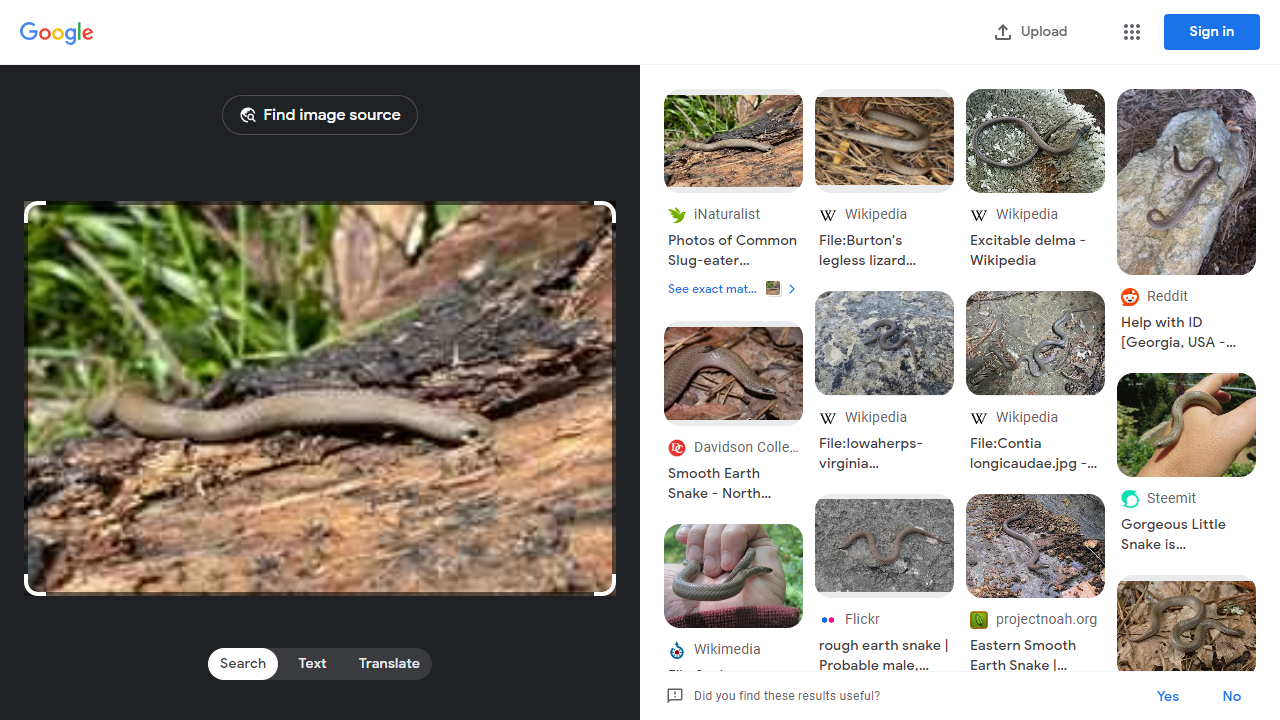 Google
Upload
Sign in
Find image source
Search
Text
Translate
iNaturalist
Photos of Common
Slug-eater...
See exact mat...
Davidson Colle...
Smooth Earth
Snake - North...
Wikimedia
Wikipedia
File:Burton's
legless lizard...
Wikipedia
File:Iowaherps-
virginia...
Flickr
rough earth snake |
Probable male,...
Wikipedia
Excitable delma -
Wikipedia
Wikipedia
File:Contia
longicaudae.jpg -...
projectnoah.org
Eastern Smooth
Earth Snake |...
Reddit
Help with ID
[Georgia, USA -...
Steemit
Gorgeous Little
Snake is...
Did you find these results useful?
Yes
No